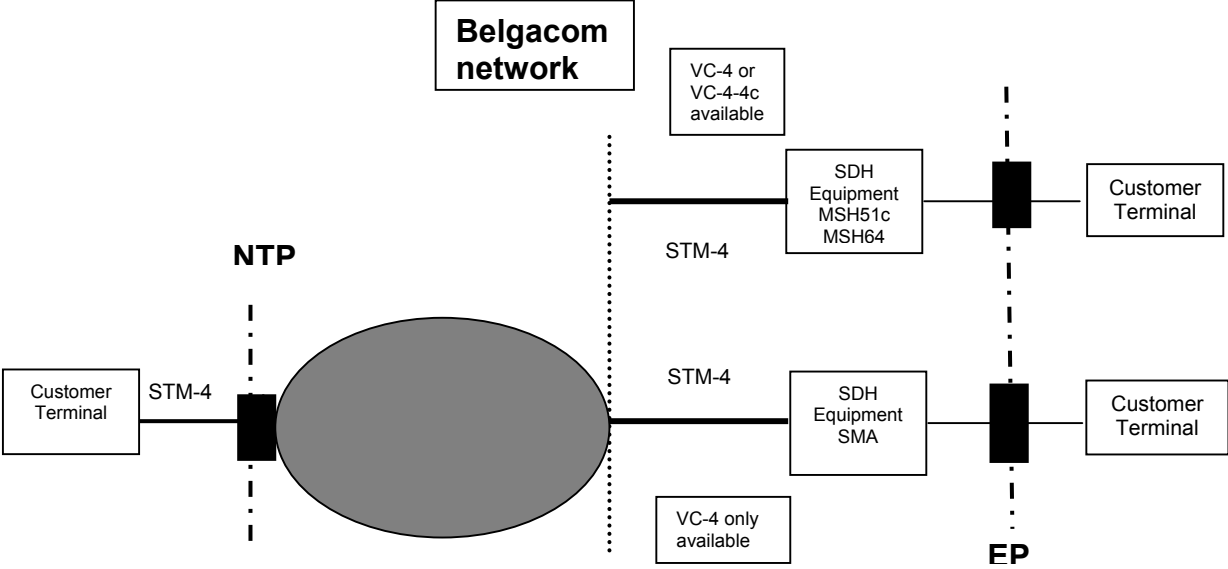 Belgacom
network
VC-4 or
VC-4-4c
available
SDH
Equipment
MSH51c
MSH64
Customer
Terminal
STM-4
NTP
Customer
Terminal
STM-4
STM-4
SDH
Equipment
SMA
Customer
Terminal
VC-4 only
available
EP